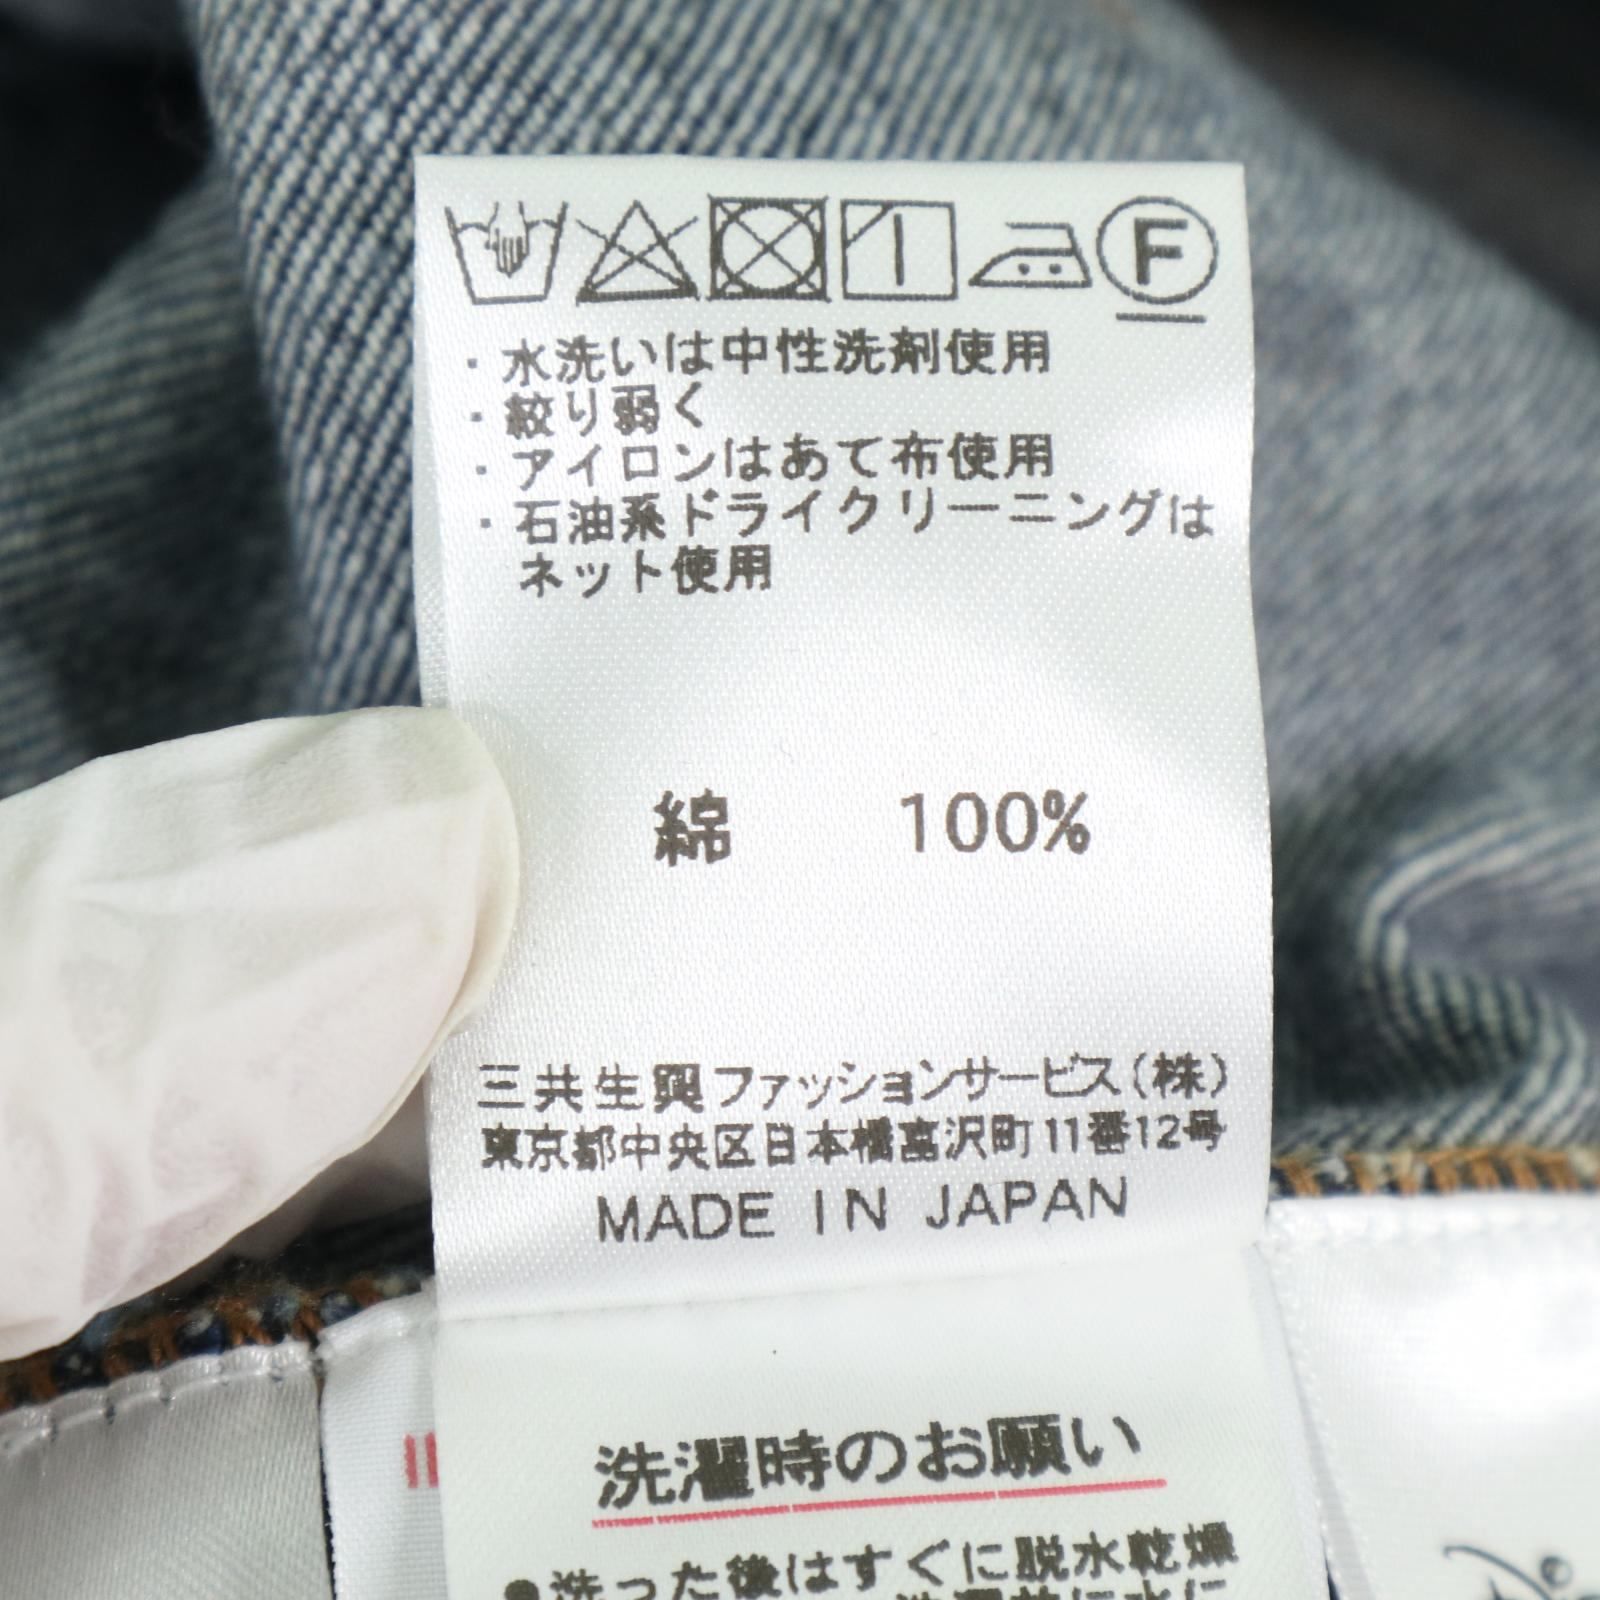 F
・水洗いは中性洗剤使用
・絞り弱く
・アイロンはあて布使用
・石油系ドライクリーニングは
ネット使用
綿 100%
三共生興ファッションサービス(株)
東京都中央区日本橋富沢町11番12号
MADE IN JAPAN
洗濯時のお願い
●洗った後はすぐに脱水乾燥